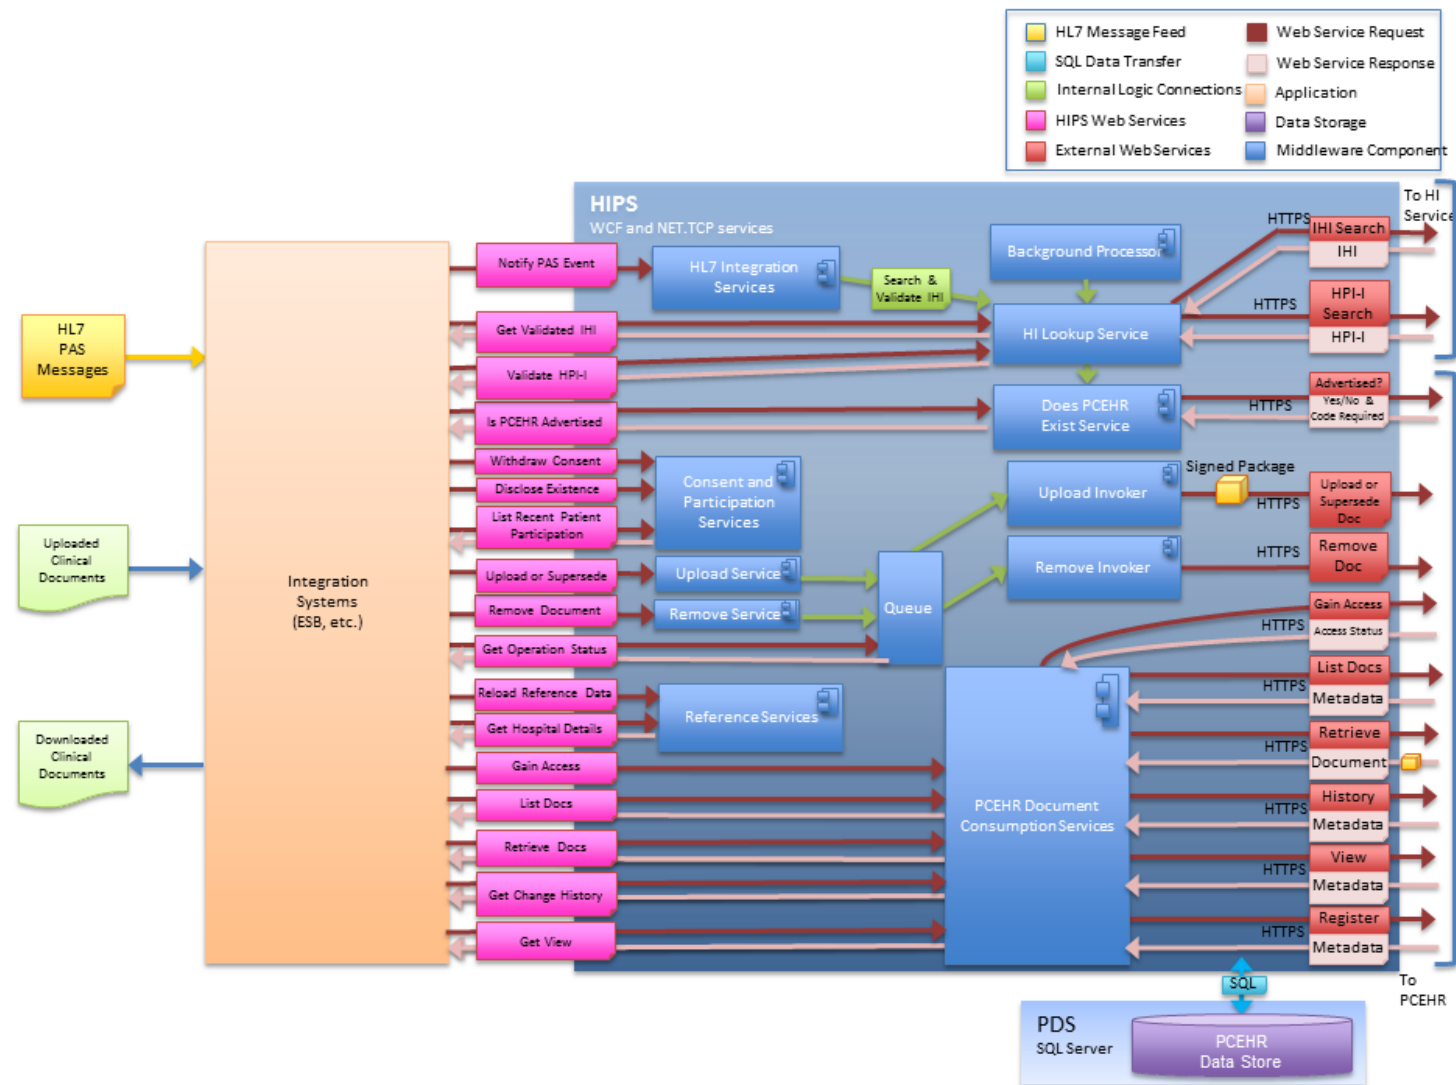 HL7 Message Feed
SQL Data Transfer
Internal Logic Connections
HIPS Web Services
External Web Services
Web Service Request
Web Service Response
Application
Data Storage
Middleware Component
To HI
Service
HIPS
WCF and NET.TCP services
HL7
PAS
Messages
Uploaded
Clinical
Documents
Downloaded
Clinical
Documents
Integration
Systems
(ESB, etc.)
Notify PAS Event
Get Validated IHI
Validate HPI-I
Is PCEHR Advertised
Withdraw Consent
Disclose Existence
List Recent Patient
Participation
Upload or Supersede
Remove Document
Get Operation Status
Reload Reference Data
Get Hospital Details
Gain Access
List Docs
Retrieve Docs
Get Change History
Get View
HL7 Integration
Services
Search &
Validate IHI
Background Processor
HI Lookup Service
Does PCEHR
Exist Service
Consent and
Participation
Services
Upload Service
Remove Service
Queue
Upload Invoker
Remove Invoker
Reference Services
PCEHR Document
Consumption Services
Signed Package
HTTPS
IHI Search
IHI
HTTPS
HPI-I
Search
HPI-I
HTTPS
Advertised?
Yes/No &
Code Required
HTTPS
Upload or
Supersede
Doc
HTTPS
Remove
Doc
HTTPS
Gain Access
Access Status
HTTPS
List Docs
Metadata
HTTPS
Retrieve
Document
HTTPS
History
Metadata
HTTPS
View
Metadata
HTTPS
Register
Metadata
To
PCEHR
SQL
PDS
SQL Server
PCEHR
Data Store